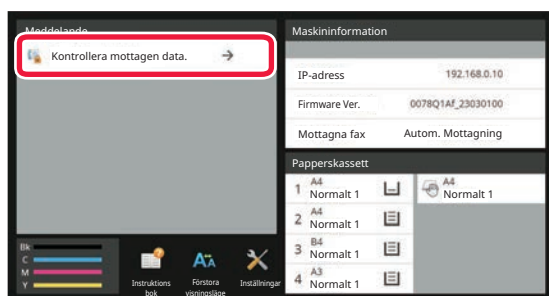 Meddelande
Kontrollera mottagen data.
Maskininformation
IP-adress 192.168.0.10
Firmware Ver. 0078Q1Af_23030100
Mottagna fax Autom. Mottagning
Papperskassett
1 A4
Normalt 1
A4
Normalt 1
2 A4
Normalt 1
3 B4
Normalt 1
4 A3
Normalt 1
Bk
C
M
Y
Instruktions
bok
Förstora
visningsläge
Inställningar